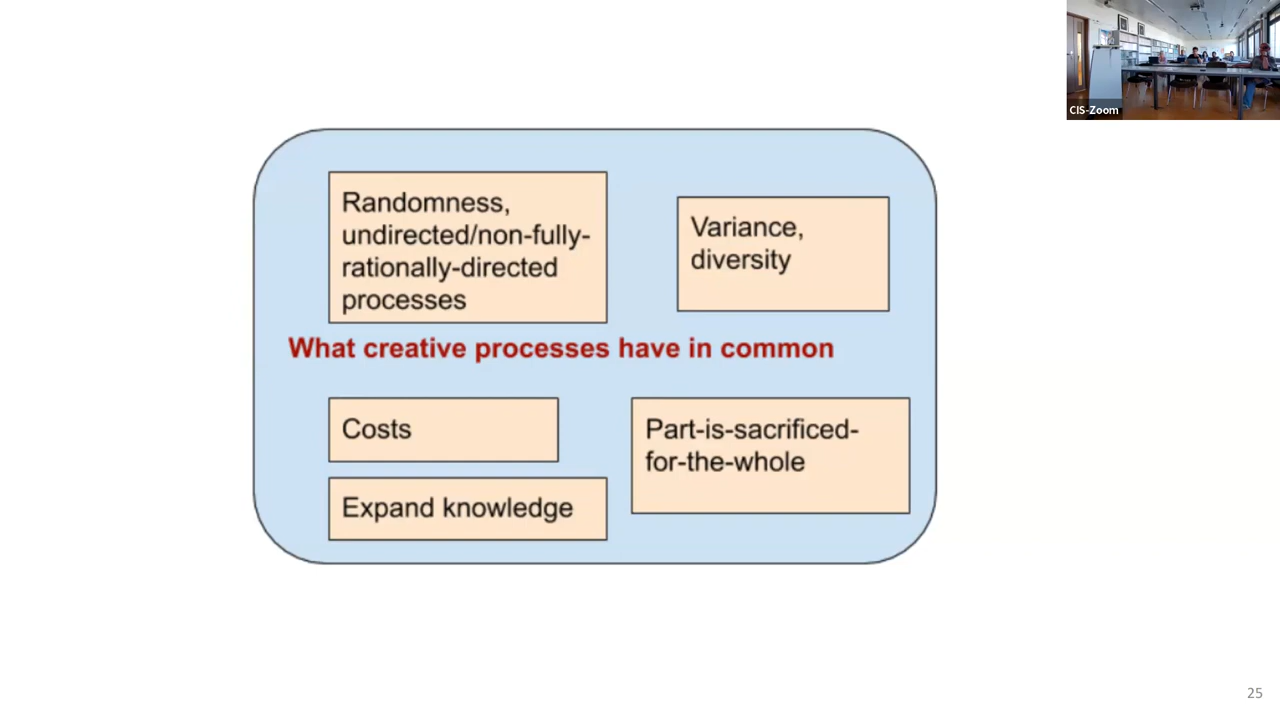 CIS-Zoom
Randomness,
undirected/non-fully-
rationally-directed
processes
Variance,
diversity
What creative processes have in common
Costs
Part-is-sacrificed-
for-the-whole
Expand knowledge
25